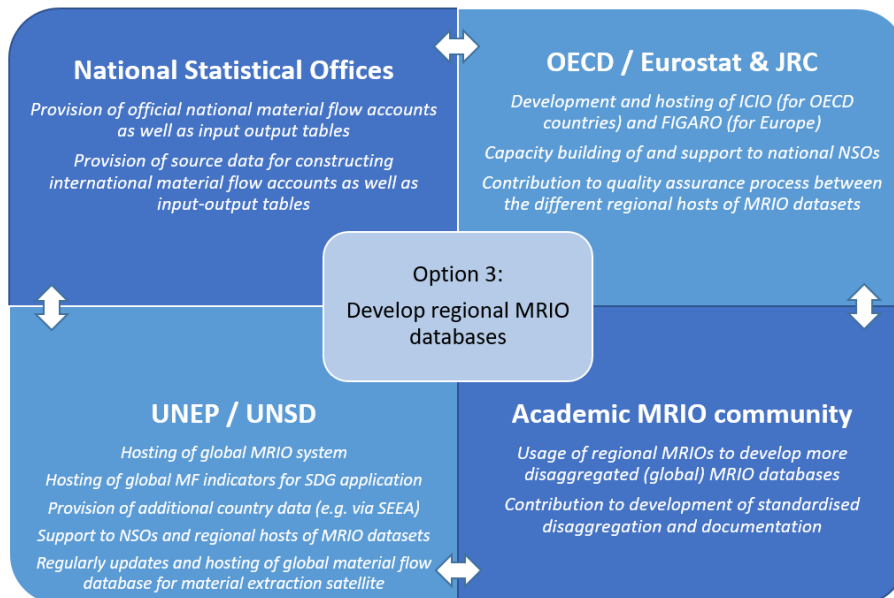 National Statistical Offices
Provision of official national material flow accounts
as well as input output tables
Provision of source data for constructing
international material flow accounts as well as
input-output tables
OECD / Eurostat & JRC
Development and hosting of ICIO (for OECD
countries) and FIGARO (for Europe)
Capacity building of and support to national NSOs
Contribution to quality assurance process between
the different regional hosts of MRIO datasets
Option 3:
Develop regional MRIO
databases
UNEP / UNSD
Hosting of global MRIO system
Hosting of global MF indicators for SDG application
Provision of additional country data (e.g. via SEEA)
Support to NSOs and regional hosts of MRIO datasets
Regularly updates and hosting of global material flow
database for material extraction satellite
Academic MRIO community
Usage of regional MRIOs to develop more
disaggregated (global) MRIO databases
Contribution to development of standardised
disaggregation and documentation